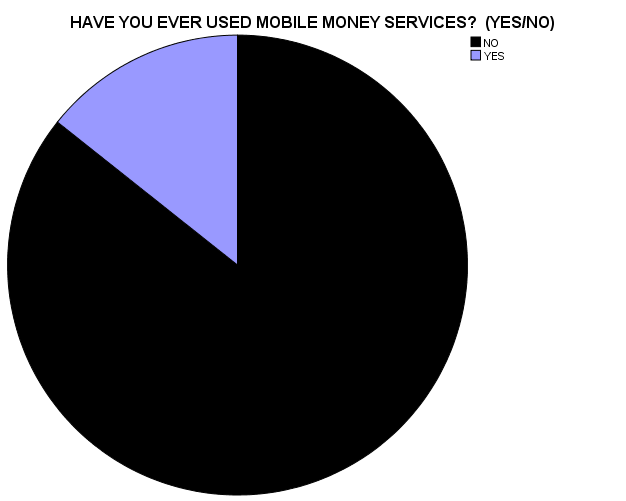 HAVE YOU EVER USED MOBILE MONEY SERVICES?  (YES/NO)
NO
YES